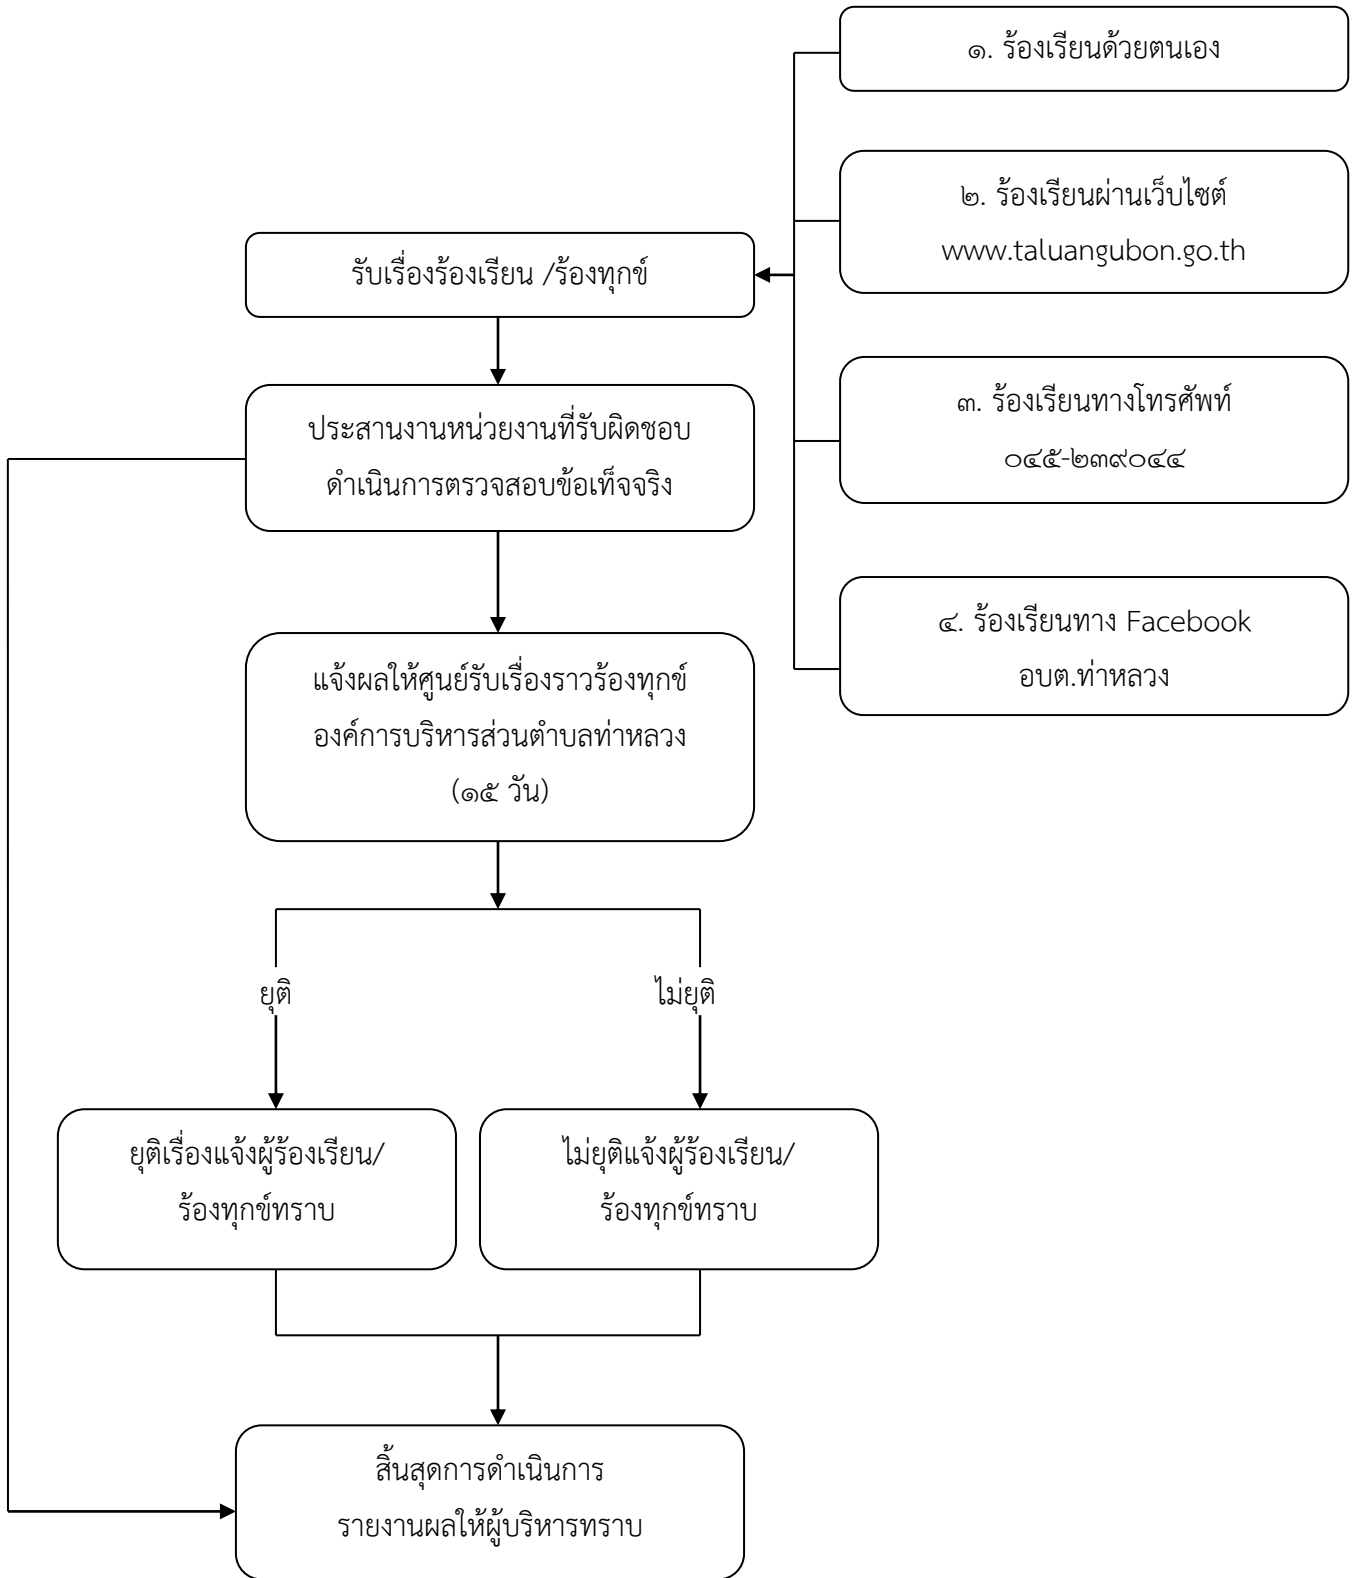 ๑. ร้องเรียนด้วยตนเอง
๒. ร้องเรียนผ่านเว็บไซต์
www.taluangubon.go.th
รับเรื่องร้องเรียน /ร้องทุกข์
๓. ร้องเรียนทางโทรศัพท์
๐๔๕-๒๓๙๐๔๔
ประสานงานหน่วยงานที่รับผิดชอบ
ดำเนินการตรวจสอบข้อเท็จจริง
๔. ร้องเรียนทาง Facebook
อบต.ท่าหลวง
แจ้งผลให้ศูนย์รับเรื่องราวร้องทุกข์
องค์การบริหารส่วนตำบลท่าหลวง
(๑๕ วัน)
ยุติ
ไม่ยุติ
ยุติเรื่องแจ้งผู้ร้องเรียน/
ร้องทุกข์ทราบ
ไม่ยุติแจ้งผู้ร้องเรียน/
ร้องทุกข์ทราบ
สิ้นสุดการดำเนินการ
รายงานผลให้ผู้บริหารทราบ